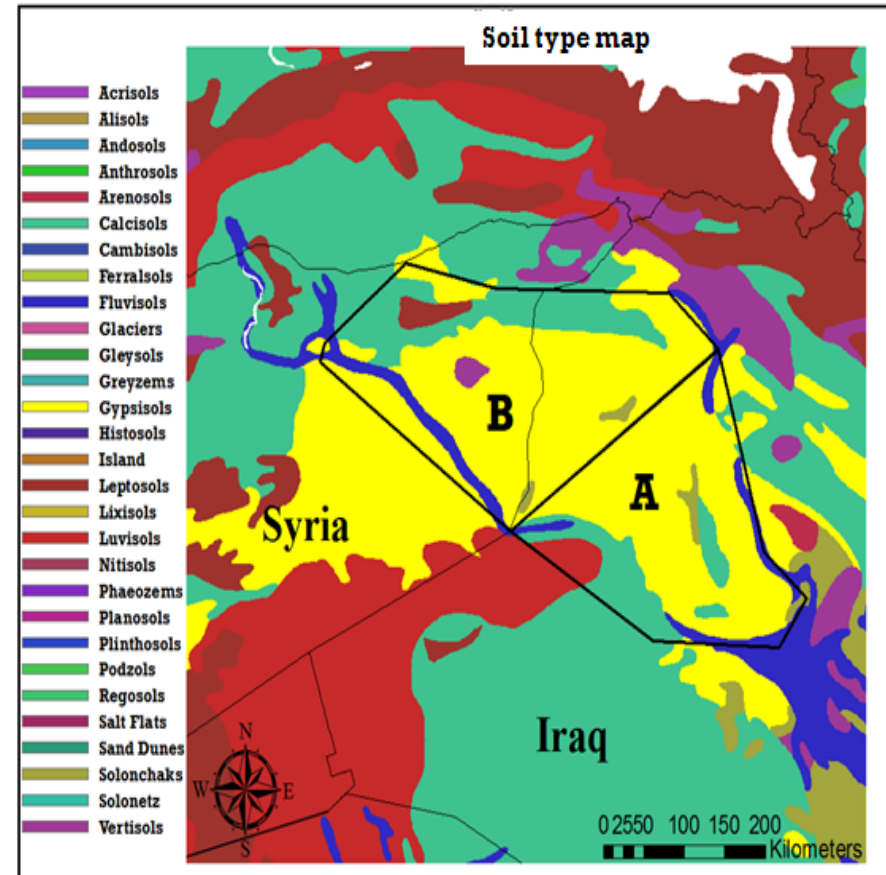 Soil type map
Acrisols
Alisols
Andosols
Anthrosols
Arenosols
Calcisols
Cambisols
Ferralsols
Fluvisols
Glaciers
Gleysols
Greyzems
Gypsisols
Histosols
Island
Leptosols
Lixisols
Luvisols
Nitisols
Phaeozems
Planosols
Plinthosols
Podzols
Regosols
Salt Flats
Sand Dunes
Solonchaks
Solonetz
Vertisols
B
A
Syria
Iraq
N
W E
S
0 25 50 100 150 200
Kilometers